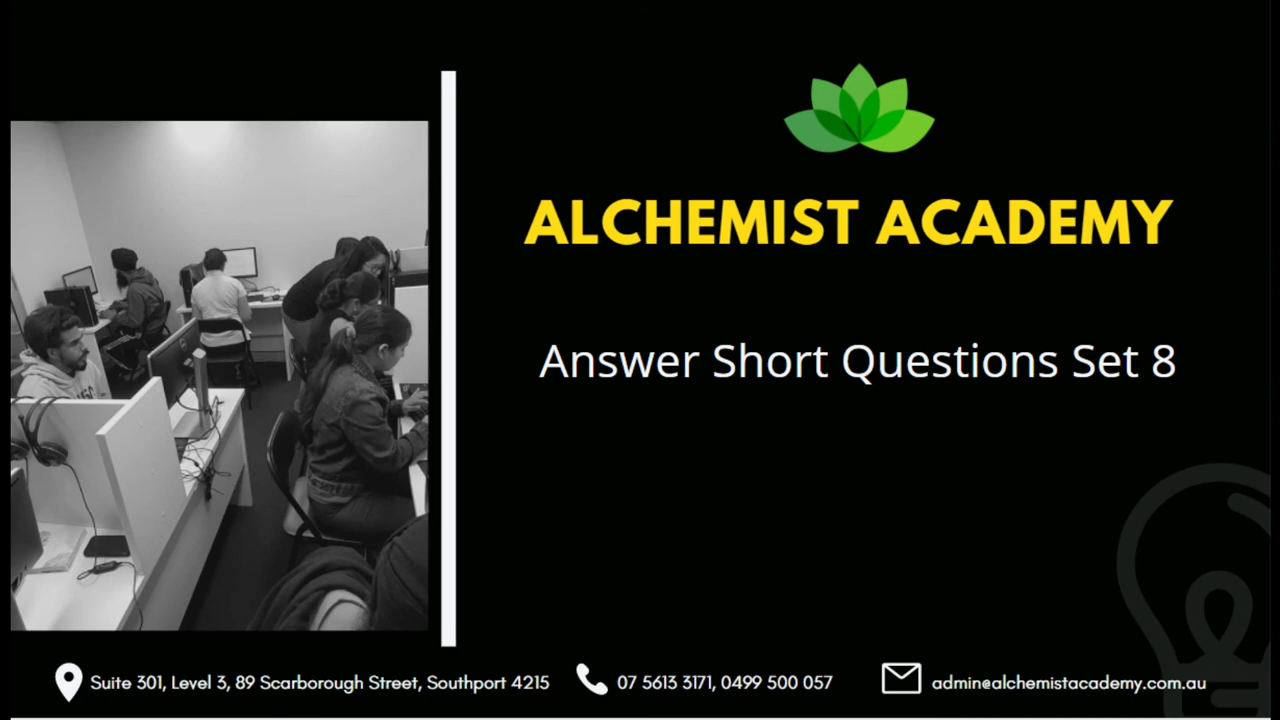 ALCHEMIST ACADEMY
Answer Short Questions Set 8
Suite 301, Level 3, 89 Scarborough Street, Southport 4215
07 5613 3171, 0499 500 057
admin@alchemistacademy.com.au